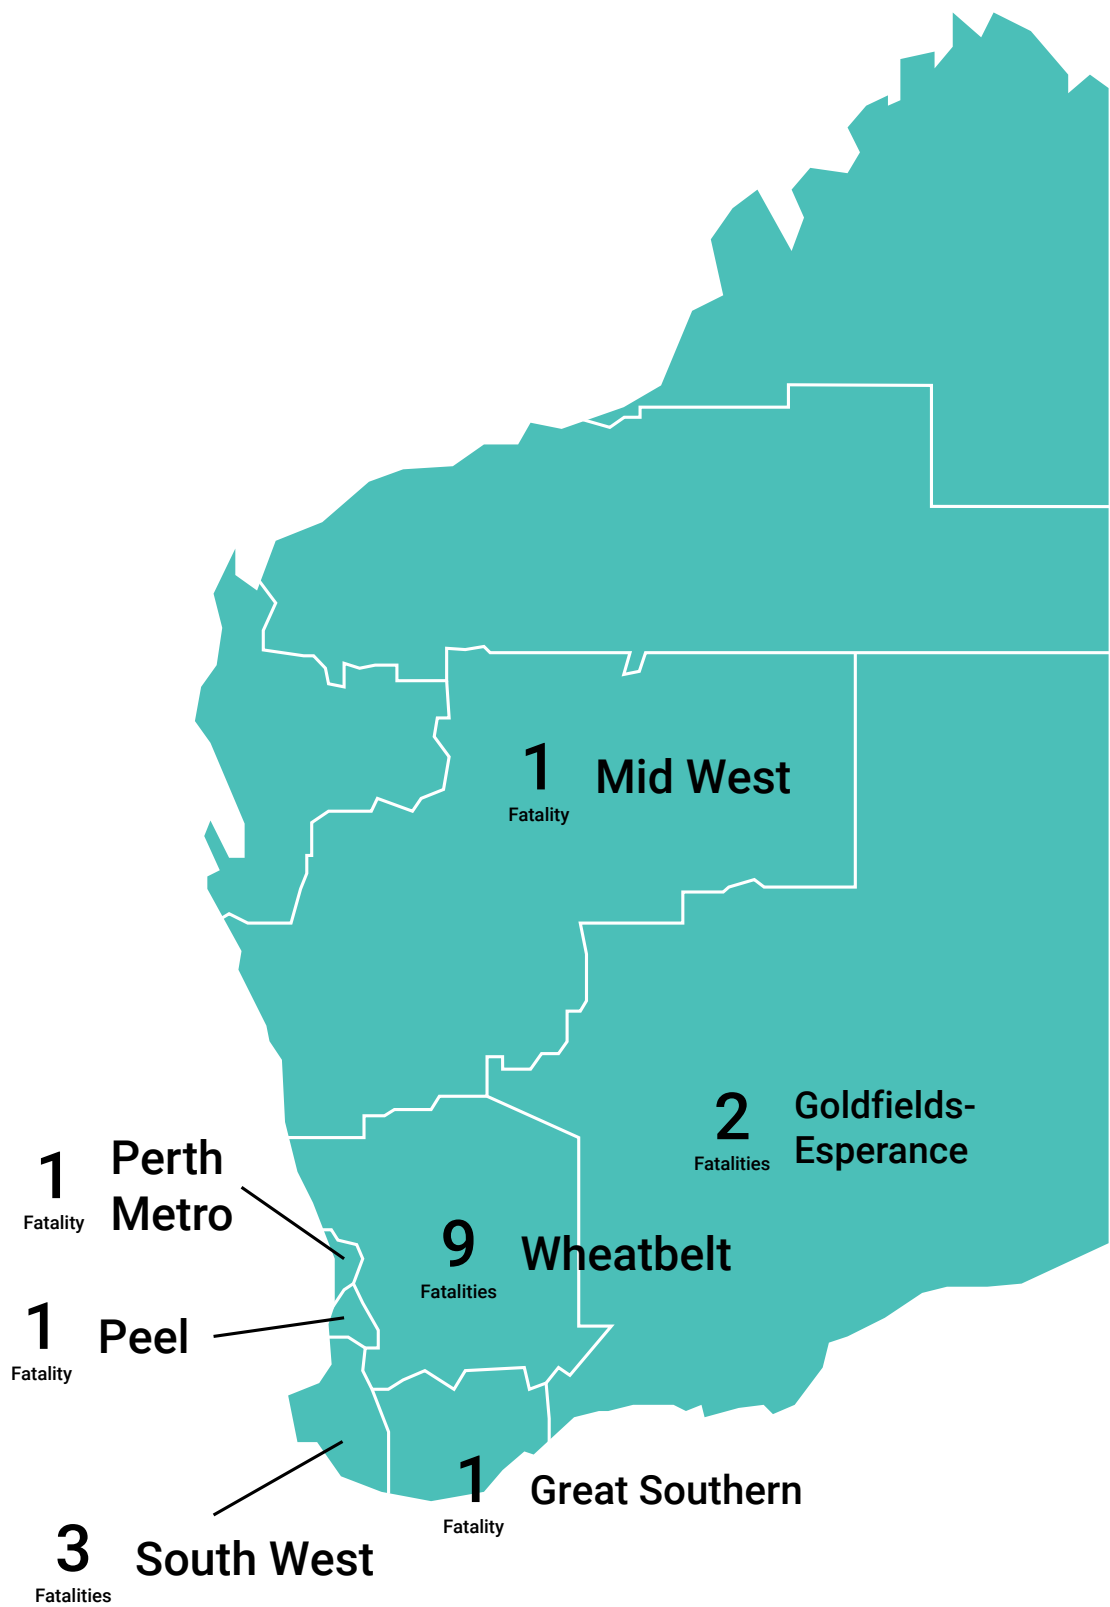 1
Fatality
Mid West
2
Fatalities
Goldfields-
Esperance
1
Fatality
Perth
Metro
9
Fatalities
Wheatbelt
1
Fatality
Peel
1
Fatality
Great Southern
3
Fatalities
South West